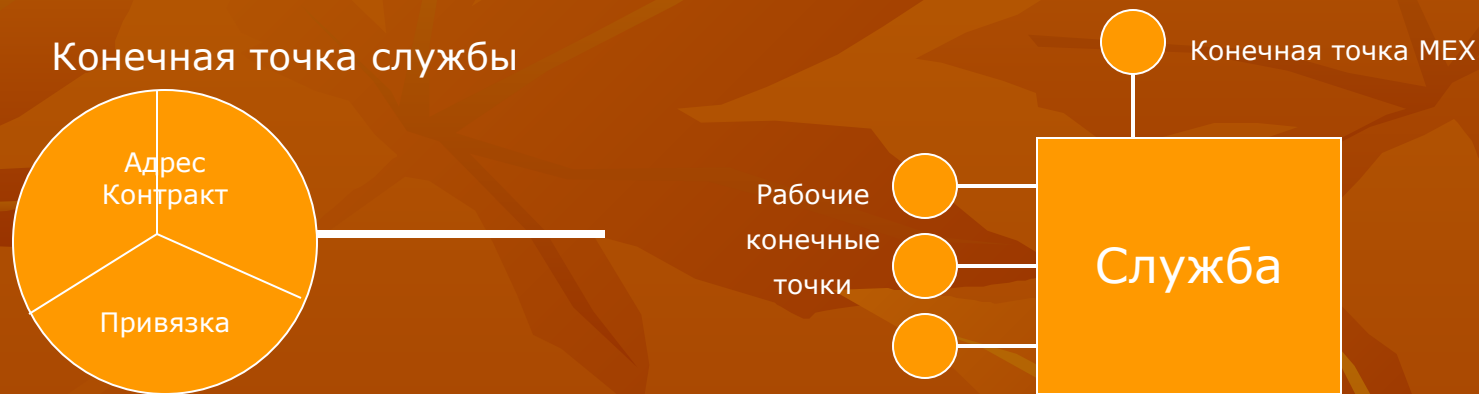 Конечная точка службы
Адрес
Контракт
Привязка
Конечная точка MEX
Рабочие
конечные
точки
Служба